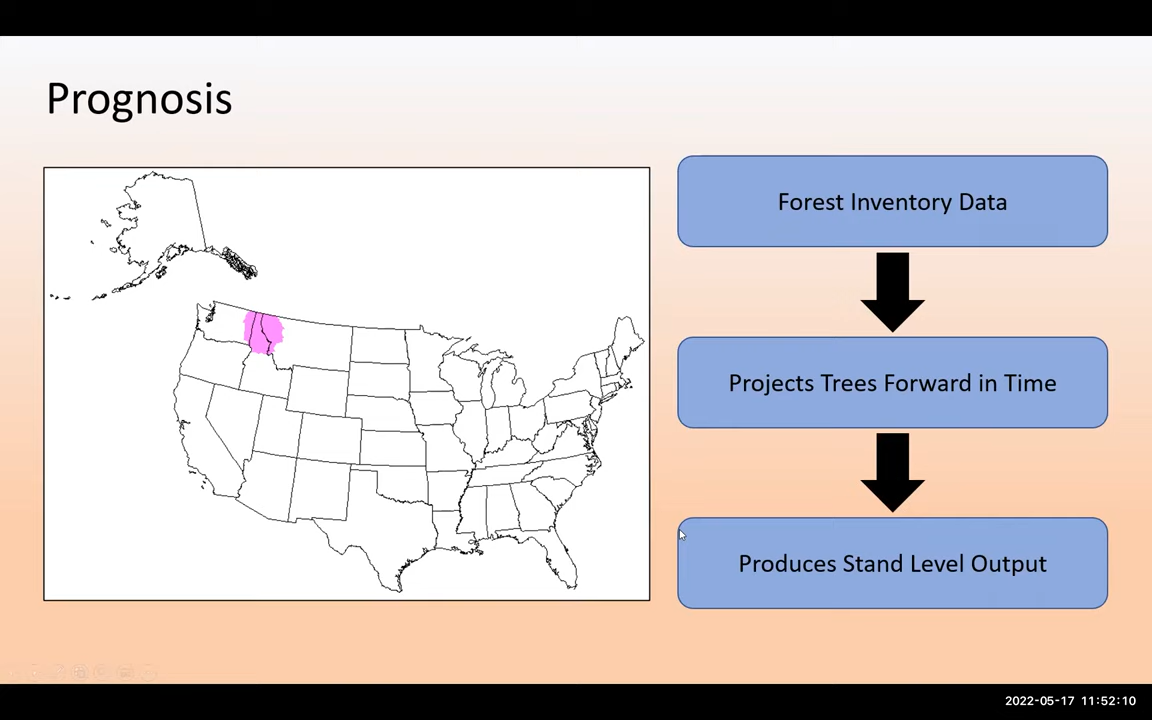 Prognosis
Forest Inventory Data
Projects Trees Forward in Time
Produces Stand Level Output
2022-05-17 11:52:10